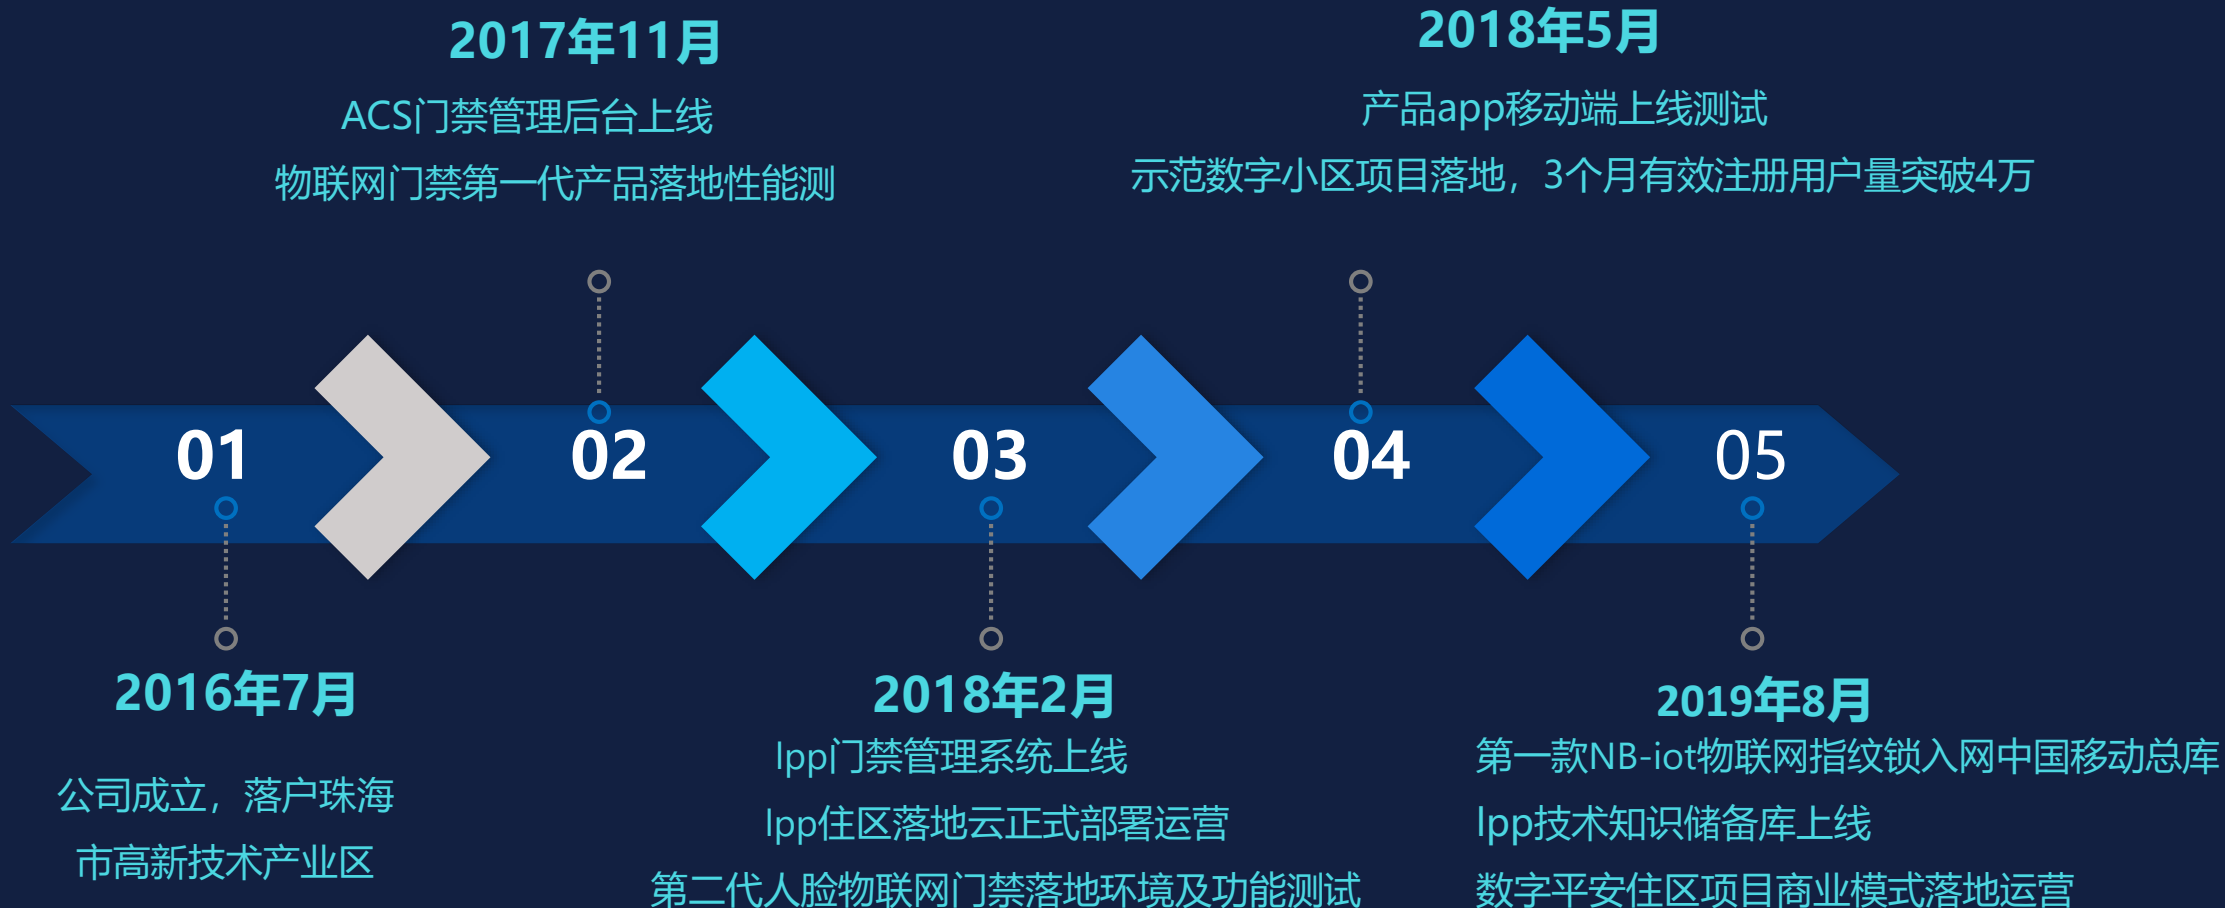 2017年11月
ACS门禁管理后台上线
物联网门禁第一代产品落地性能测
2018年5月
产品app移动端上线测试
示范数字小区项目落地，3个月有效注册用户量突破4万
01
02
03
04
05
2016年7月
公司成立，落户珠海
市高新技术产业区
2018年2月
lpp门禁管理系统上线
lpp住区落地云正式部署运营
第二代人脸物联网门禁落地环境及功能测试
2019年8月
第一款NB-iot物联网指纹锁入网中国移动总库
lpp技术知识储备库上线
数字平安住区项目商业模式落地运营